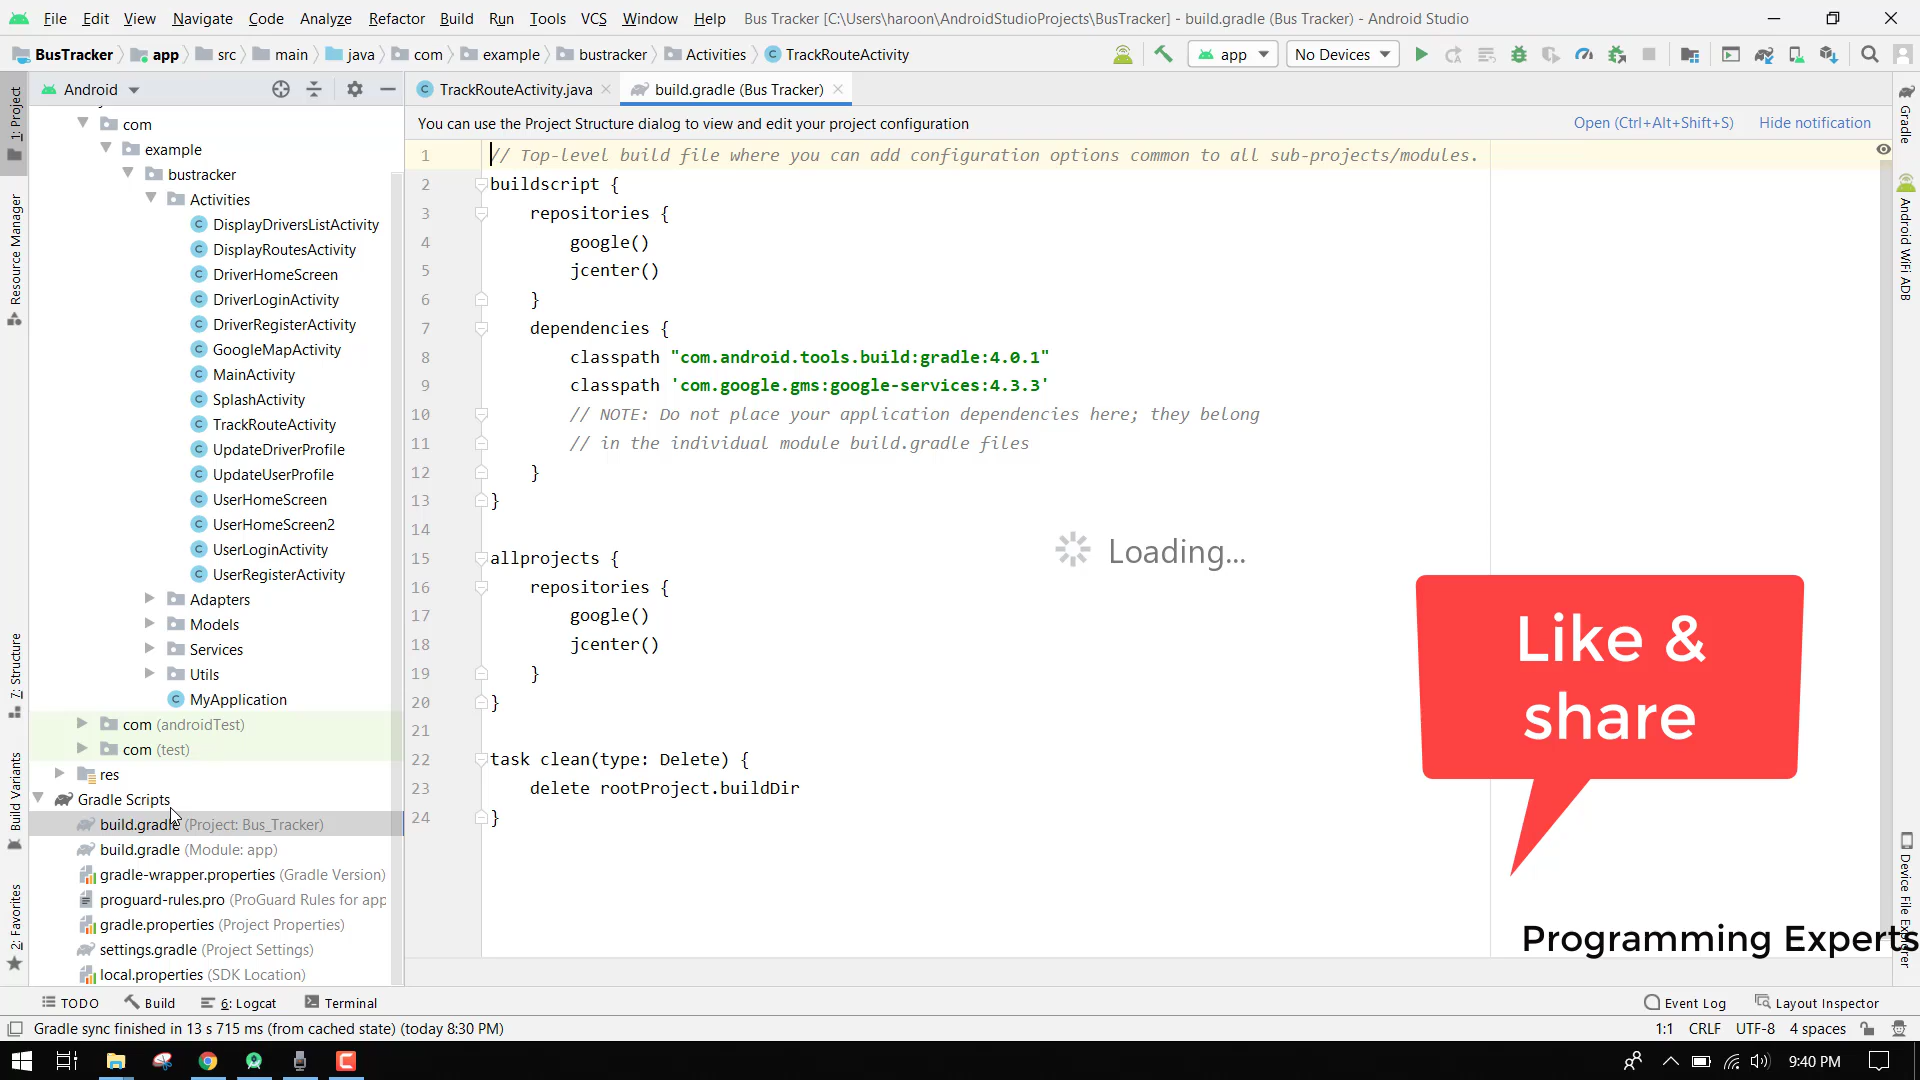 File Edit View Navigate Code Analyze Refactor Build Run Tools VCS Window Help Bus Tracker [C:\Users\haroon\AndroidStudioProjects\BusTracker] - build.gradle (Bus Tracker) - Android Studio
BusTracker app src main java com example bustracker Activities TrackRouteActivity app No Devices
Android TrackRouteActivity.java build.gradle (Bus Tracker)
You can use the Project Structure dialog to view and edit your project configuration Open (Ctrl+Alt+Shift+S) Hide notification
1: Project
Resource Manager
7: Structure
Build Variants
2: Favorites
com
example
bustracker
Activities
DisplayDriversListActivity
DisplayRoutesActivity
DriverHomeScreen
DriverLoginActivity
DriverRegisterActivity
GoogleMapActivity
MainActivity
SplashActivity
TrackRouteActivity
UpdateDriverProfile
UpdateUserProfile
UserHomeScreen
UserHomeScreen2
UserLoginActivity
UserRegisterActivity
Adapters
Models
Services
Utils
MyApplication
com (androidTest)
com (test)
res
Gradle Scripts
build.gradle (Project: Bus_Tracker)
build.gradle (Module: app)
gradle-wrapper.properties (Gradle Version)
proguard-rules.pro (ProGuard Rules for app
gradle.properties (Project Properties)
settings.gradle (Project Settings)
local.properties (SDK Location)
1 // Top-level build file where you can add configuration options common to all sub-projects/modules.
2 buildscript {
3 repositories {
4 google()
5 jcenter()
6 }
7 dependencies {
8 classpath "com.android.tools.build:gradle:4.0.1"
9 classpath 'com.google.gms:google-services:4.3.3'
10 // NOTE: Do not place your application dependencies here; they belong
11 // in the individual module build.gradle files
12 }
13 }
14
15 allprojects {
16 repositories {
17 google()
18 jcenter()
19 }
20 }
21
22 task clean(type: Delete) {
23 delete rootProject.buildDir
24 }
Loading...
Like &
share
Programming Experts
Gradle
Android WiFi ADB
Device File Explorer
TODO Build 6: Logcat Terminal Event Log Layout Inspector
Gradle sync finished in 13 s 715 ms (from cached state) (today 8:30 PM) 1:1 CRLF UTF-8 4 spaces
9:40 PM